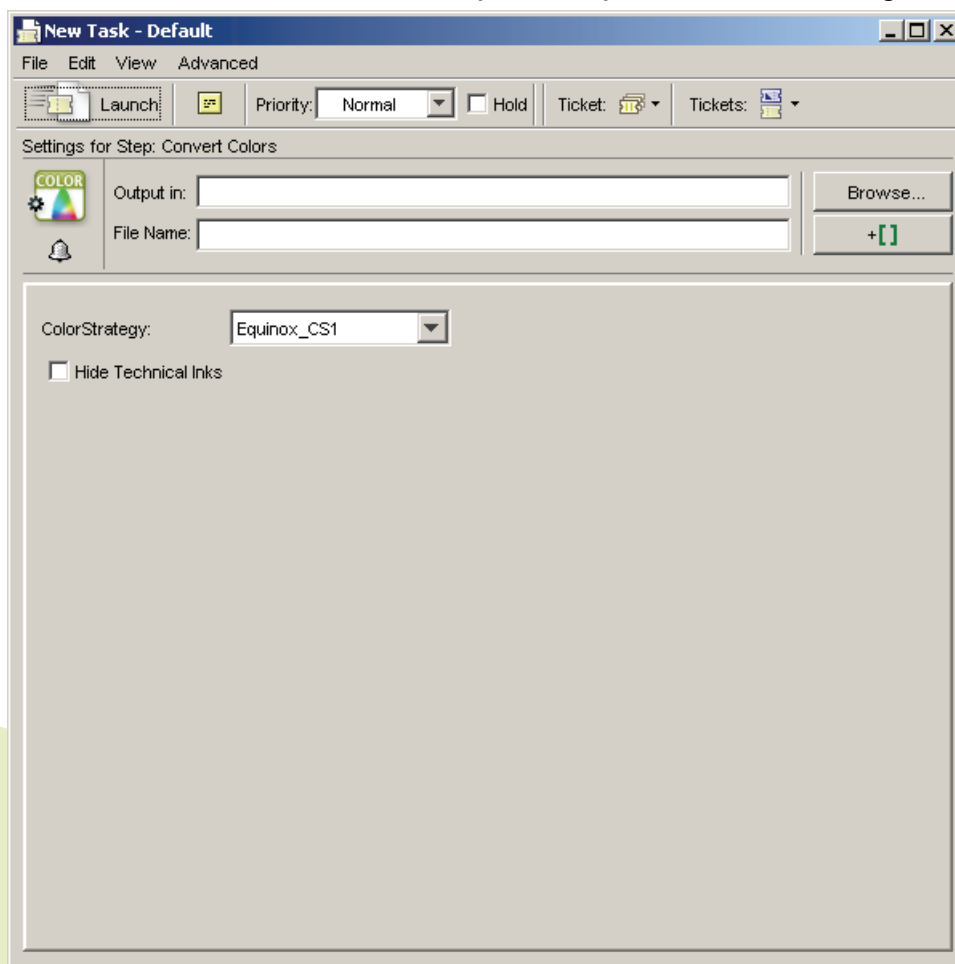 New Task - Default
File Edit View Advanced
Launch Priority: Normal Hold Ticket: Tickets:
Settings for Step: Convert Colors
COLOR
Output in: Browse...
File Name: +[]
ColorStrategy: Equinox_CS1
Hide Technical Inks